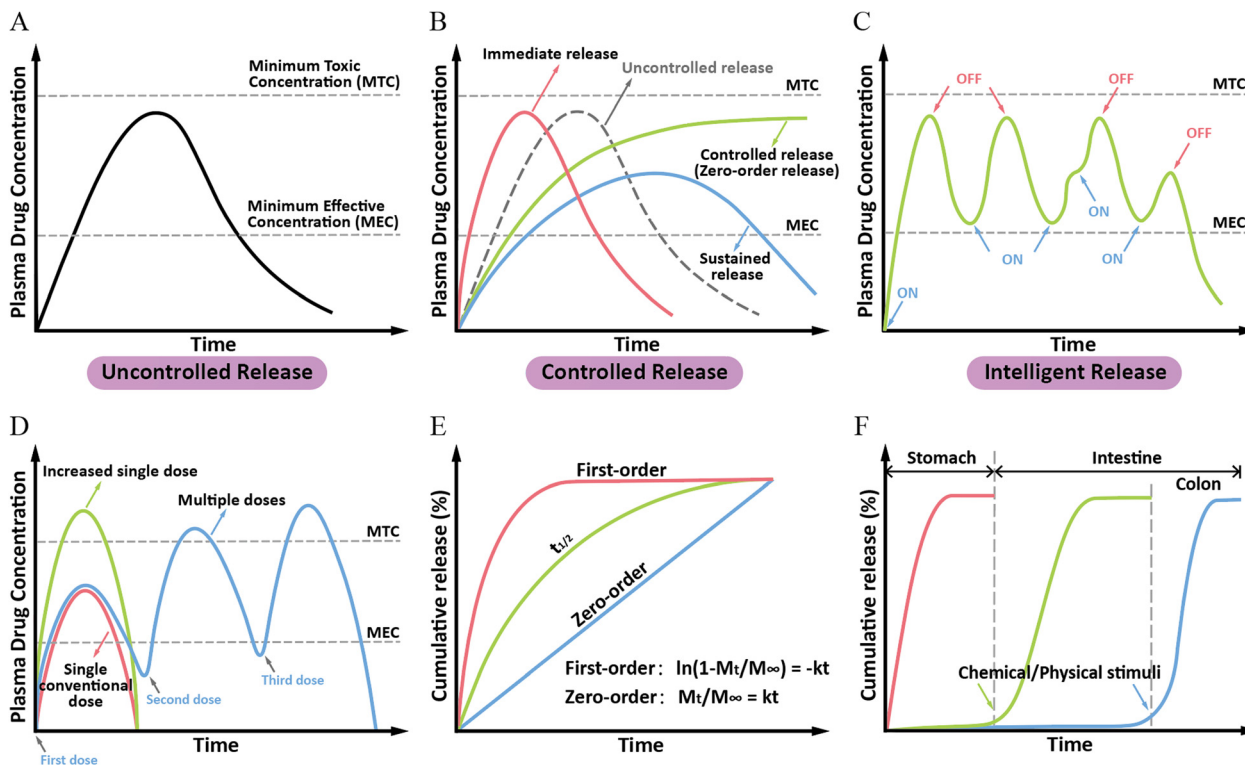 A
Plasma Drug Concentration
Minimum Toxic
Concentration (MTC)
Minimum Effective
Concentration (MEC)
Time
Uncontrolled Release
B
Plasma Drug Concentration
Immediate release
Uncontrolled release
MTC
Controlled release
(Zero-order release)
MEC
Sustained
release
Time
Controlled Release
C
Plasma Drug Concentration
OFF
OFF
MTC
OFF
ON
MEC
ON
ON
ON
Time
Intelligent Release
D
Plasma Drug Concentration
Increased single dose
Multiple doses
MTC
MEC
Single
conventional
dose
Second dose
Third dose
First dose
Time
E
Cumulative release (%)
First-order
t1/2
Zero-order
First-order: ln(1-Mt/M∞) = -kt
Zero-order: Mt/M∞ = kt
Time
F
Cumulative release (%)
Stomach
Intestine
Colon
Chemical/Physical stimuli
Time